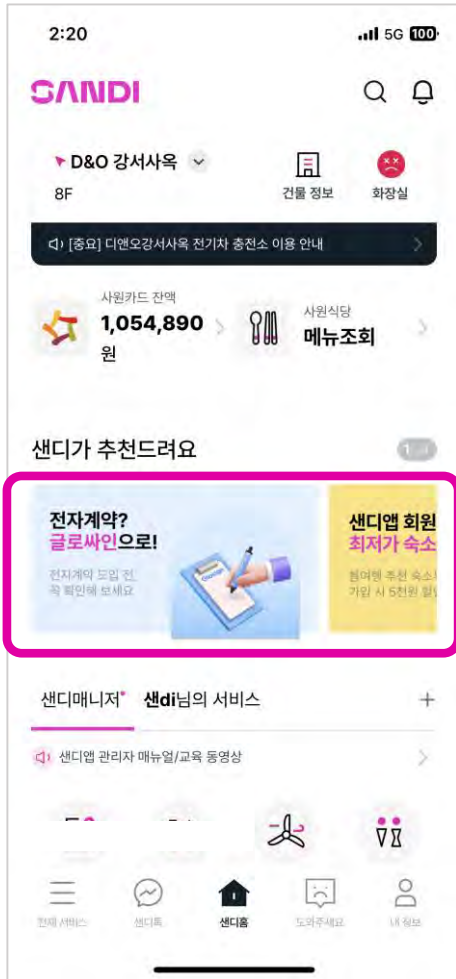 2:20
5G 100
SANDI
D&O 강서사옥
8F
건물 정보
화장실
[중요] 디앤오강서사옥 전기차 충전소 이용 안내
사원카드 잔액
1,054,890
원
사원식당
메뉴조회
샌디가 추천드려요
1
전자계약?
글로싸인으로!
전자계약 도입 전,
꼭 확인해 보세요
샌디앱 회원
최저가 숙소
가입 시 5천원
샌디매니저
샌di님의 서비스
샌디앱 관리자 매뉴얼/교육 동영상
전체 서비스
샌디톡
샌디홈
도와주세요
내 정보